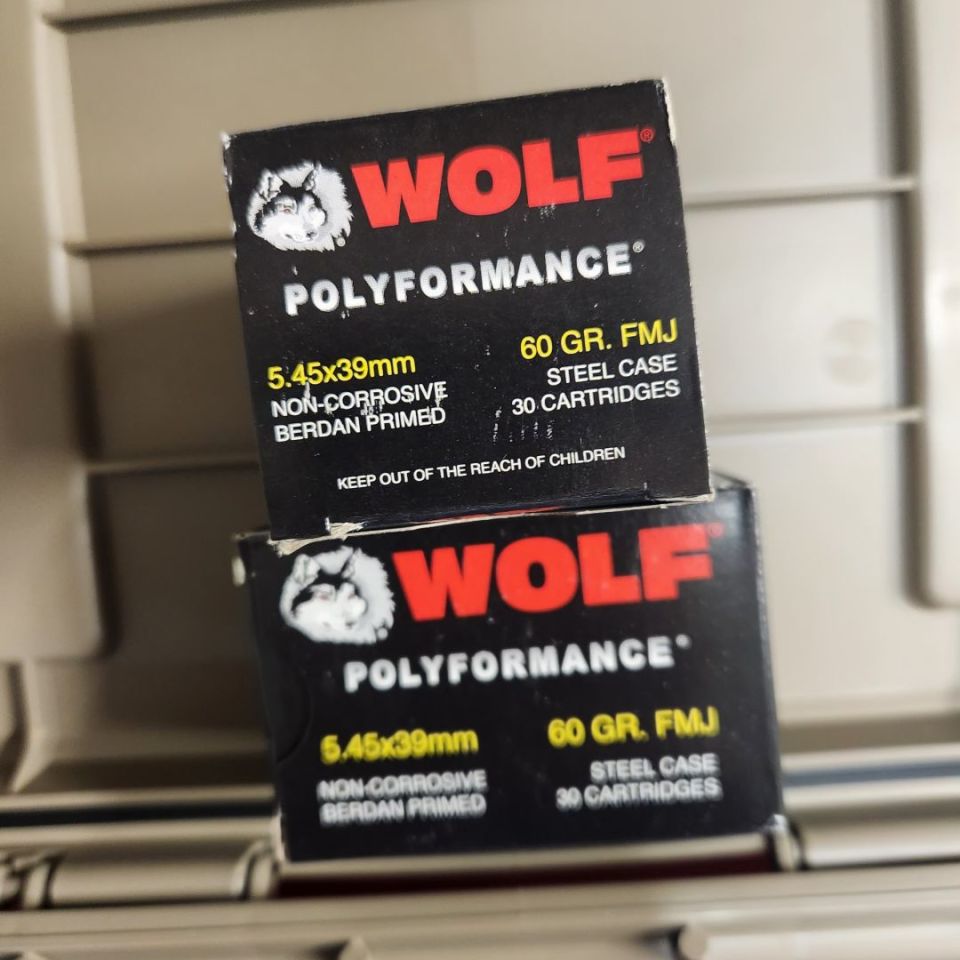 WOLF®
POLYFORMANCE®
5.45x39mm
NON-CORROSIVE
BERDAN PRIMED
60 GR. FMJ
STEEL CASE
30 CARTRIDGES
KEEP OUT OF THE REACH OF CHILDREN
WOLF®
POLYFORMANCE®
5.45x39mm
NON-CORROSIVE
BERDAN PRIMED
60 GR. FMJ
STEEL CASE
30 CARTRIDGES